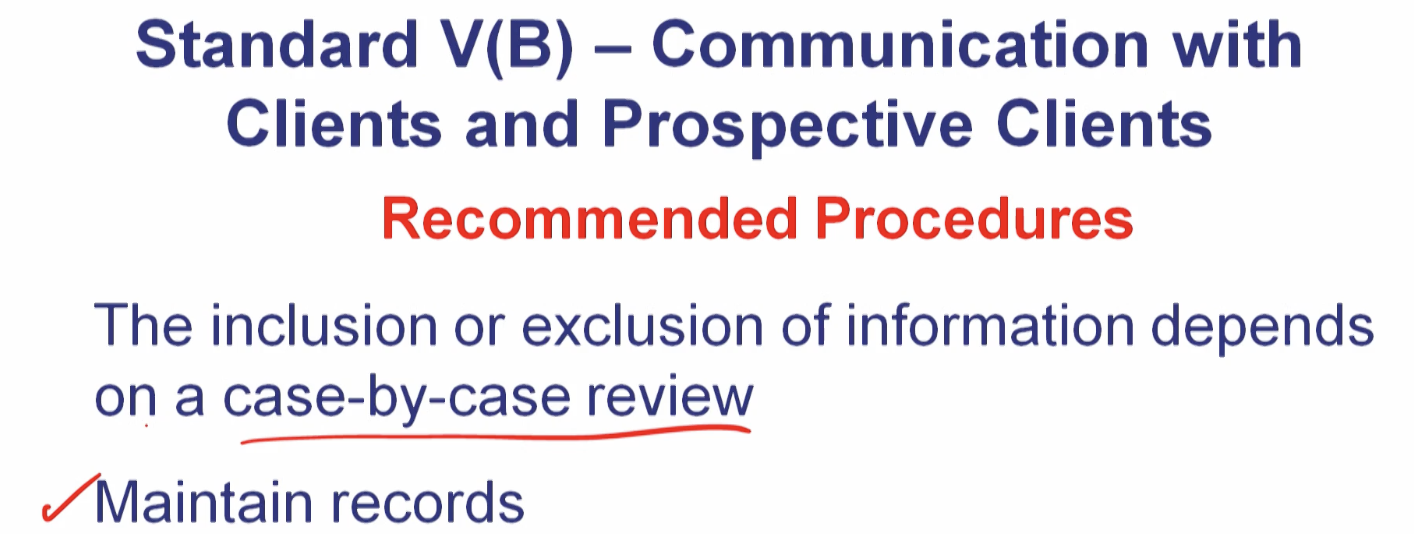 Standard V(B) – Communication with
Clients and Prospective Clients
Recommended Procedures
The inclusion or exclusion of information depends
on a case-by-case review
Maintain records